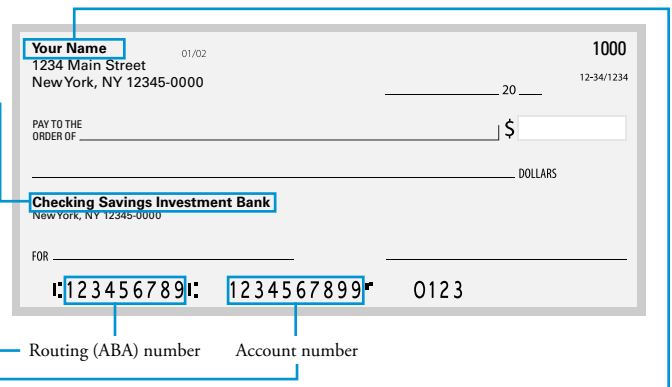 Your Name
01/02
1000
1234 Main Street
New York, NY 12345-0000
12-34/1234
20
PAY TO THE
ORDER OF
$
DOLLARS
Checking Savings Investment Bank
New York, NY 12345-0000
FOR
⑆123456789⑆ 1234567899⑈ 0123
Routing (ABA) number Account number